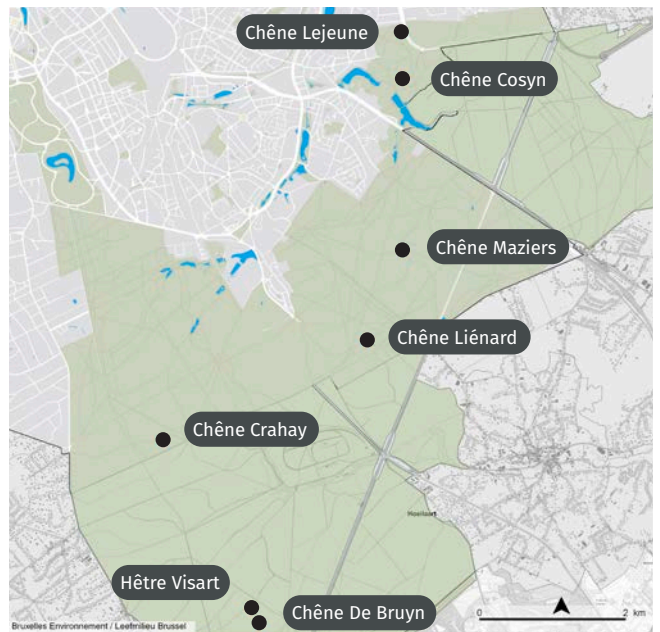 Chêne Lejeune
Chêne Cosyn
Chêne Maziers
Chêne Liénard
Chêne Crahay
Hoeilaart
Hêtre Visart
Chêne De Bruyn
0 2 km
Bruxelles Environnement / Leefmilieu Brussel